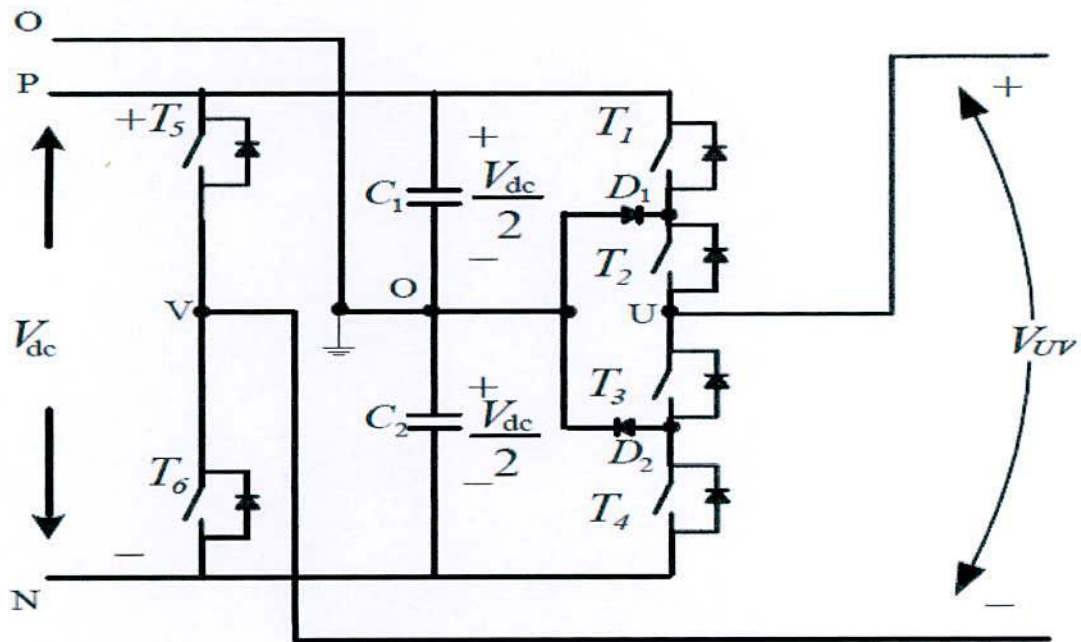 O
P
+T5
T1
+
C1
Vdc
2
+
−
D1
T2
O
V
U
Vdc
VUV
T3
C2
+
Vdc
2
−
D2
T6
T4
−
N
−